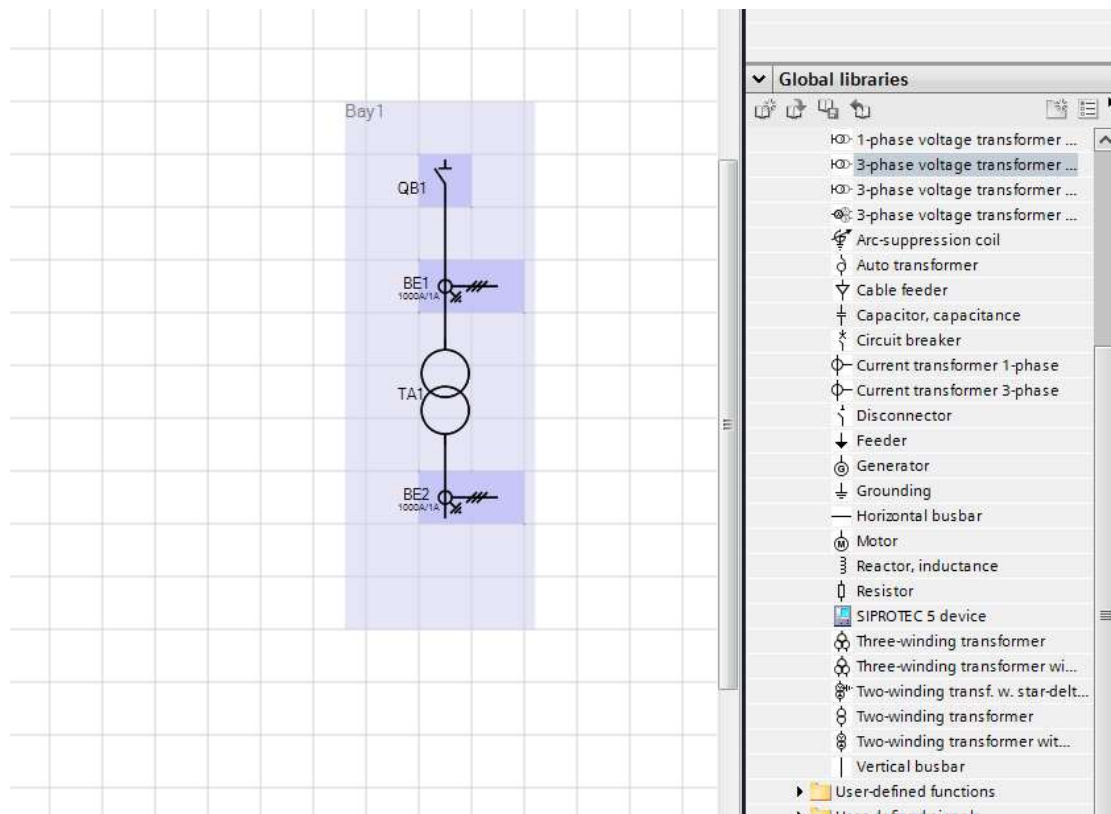 Bay1
QB1
BE1
1000A/1A
TA1
BE2
1000A/1A
Global libraries
1-phase voltage transformer ...
3-phase voltage transformer ...
3-phase voltage transformer ...
3-phase voltage transformer ...
Arc-suppression coil
Auto transformer
Cable feeder
Capacitor, capacitance
Circuit breaker
Current transformer 1-phase
Current transformer 3-phase
Disconnector
Feeder
Generator
Grounding
Horizontal busbar
Motor
Reactor, inductance
Resistor
SIPROTEC 5 device
Three-winding transformer
Three-winding transformer wi...
Two-winding transf. w. star-delt...
Two-winding transformer
Two-winding transformer wit...
Vertical busbar
User-defined functions